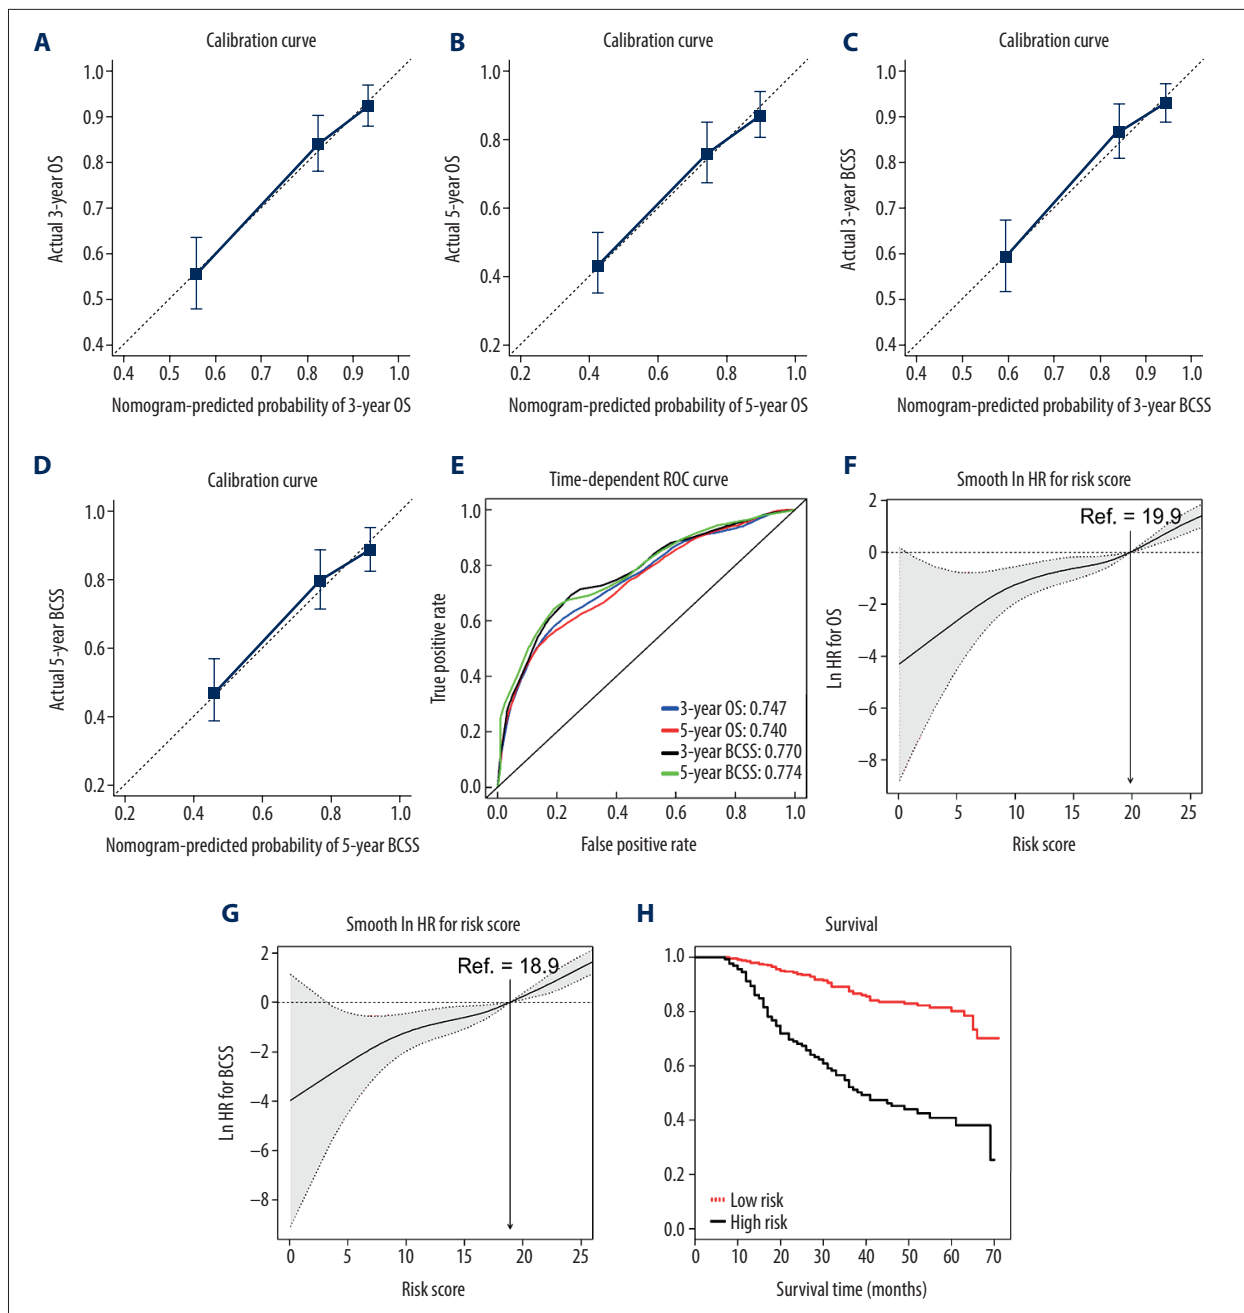 A
Calibration curve
Actual 3-year OS
1.0
0.9
0.8
0.7
0.6
0.5
0.4
0.4 0.5 0.6 0.7 0.8 0.9 1.0
Nomogram-predicted probability of 3-year OS
B
Calibration curve
Actual 5-year OS
1.0
0.8
0.6
0.4
0.2
0.2 0.4 0.6 0.8 1.0
Nomogram-predicted probability of 5-year OS
C
Calibration curve
Actual 3-year BCSS
1.0
0.9
0.8
0.7
0.6
0.5
0.4
0.4 0.5 0.6 0.7 0.8 0.9 1.0
Nomogram-predicted probability of 3-year BCSS
D
Calibration curve
Actual 5-year BCSS
1.0
0.8
0.6
0.4
0.2
0.2 0.4 0.6 0.8 1.0
Nomogram-predicted probability of 5-year BCSS
E
Time-dependent ROC curve
True positive rate
1.0
0.8
0.6
0.4
0.2
0.0
3-year OS: 0.747
5-year OS: 0.740
3-year BCSS: 0.770
5-year BCSS: 0.774
0.0 0.2 0.4 0.6 0.8 1.0
False positive rate
F
Smooth ln HR for risk score
Ln HR for OS
2
0
−2
−4
−6
−8
Ref. = 19.9
0 5 10 15 20 25
Risk score
G
Smooth ln HR for risk score
Ln HR for BCSS
2
0
−2
−4
−6
−8
Ref. = 18.9
0 5 10 15 20 25
Risk score
H
Survival
1.0
0.8
0.6
0.4
0.2
0.0
Low risk
High risk
0 10 20 30 40 50 60 70
Survival time (months)